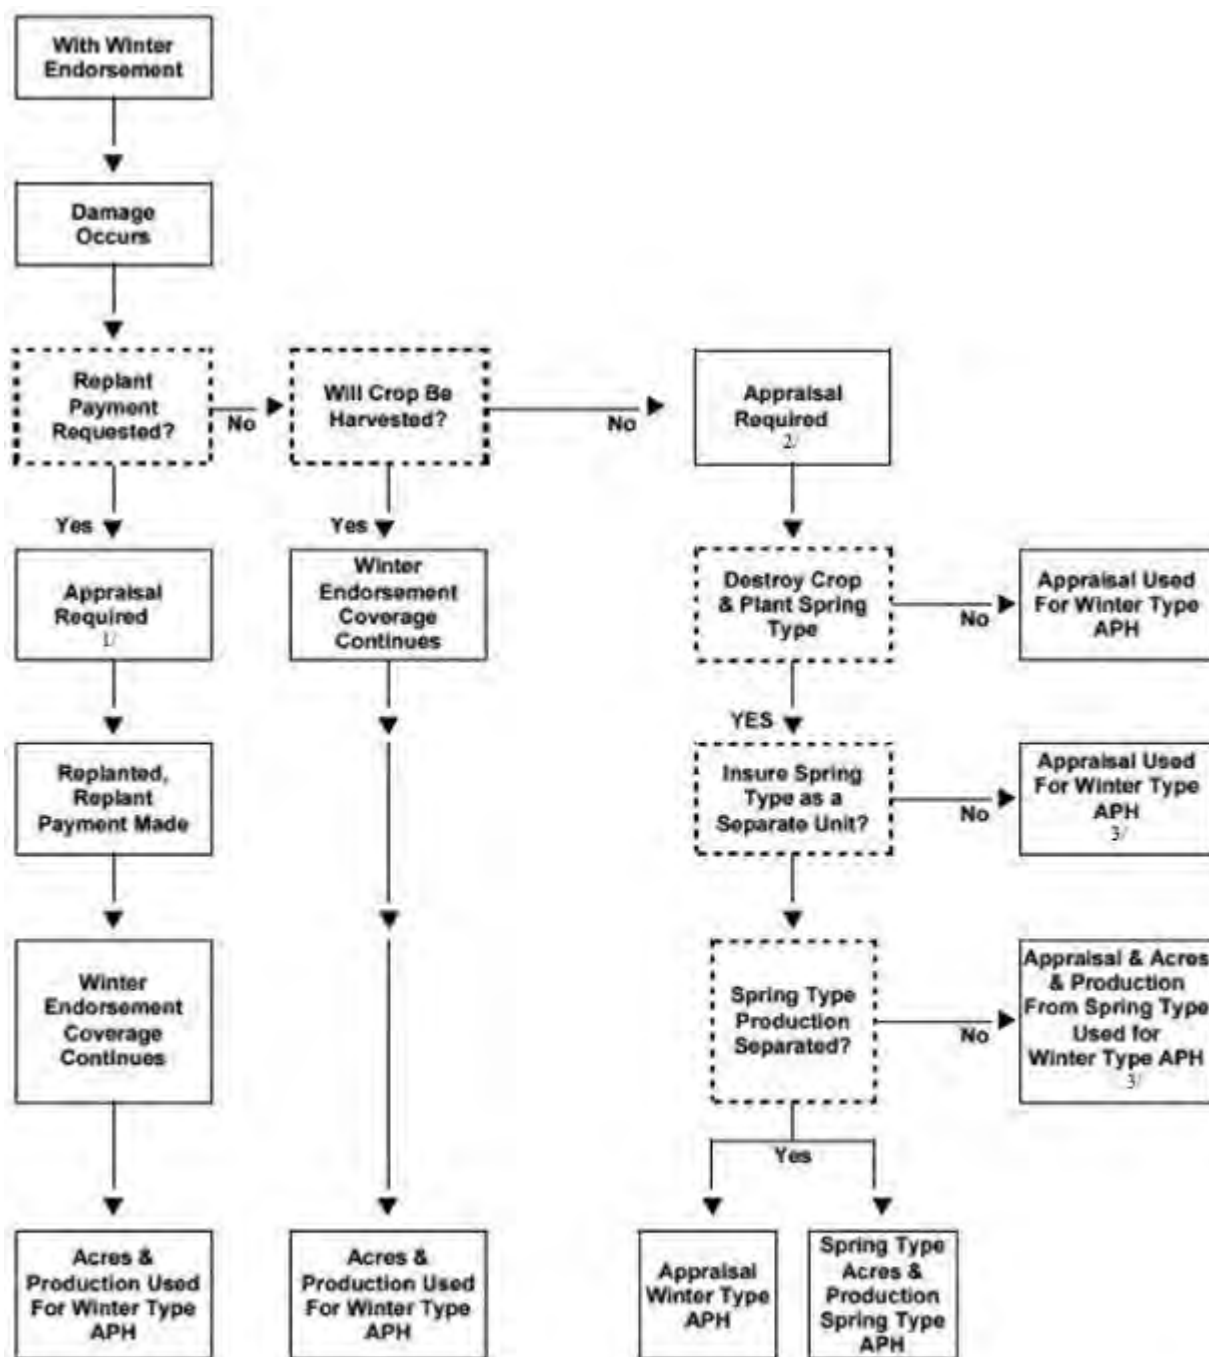 With Winter
Endorsement
Damage
Occurs
Replant
Payment
Requested?
No
Will Crop Be
Harvested?
No
Appraisal
Required
2/
Yes
Yes
Appraisal
Required
1/
Winter
Endorsement
Coverage
Continues
Destroy Crop
& Plant Spring
Type
No
Appraisal Used
For Winter Type
APH
YES
Replanted,
Replant
Payment Made
Insure Spring
Type as a
Separate Unit?
No
Appraisal Used
For Winter Type
APH
3/
Winter
Endorsement
Coverage
Continues
Spring Type
Production
Separated?
No
Appraisal & Acres
& Production
From Spring Type
Used for
Winter Type APH
3/
Yes
Acres &
Production Used
For Winter Type
APH
Acres &
Production Used
For Winter Type
APH
Appraisal
Winter Type
APH
Spring Type
Acres &
Production
Spring Type
APH